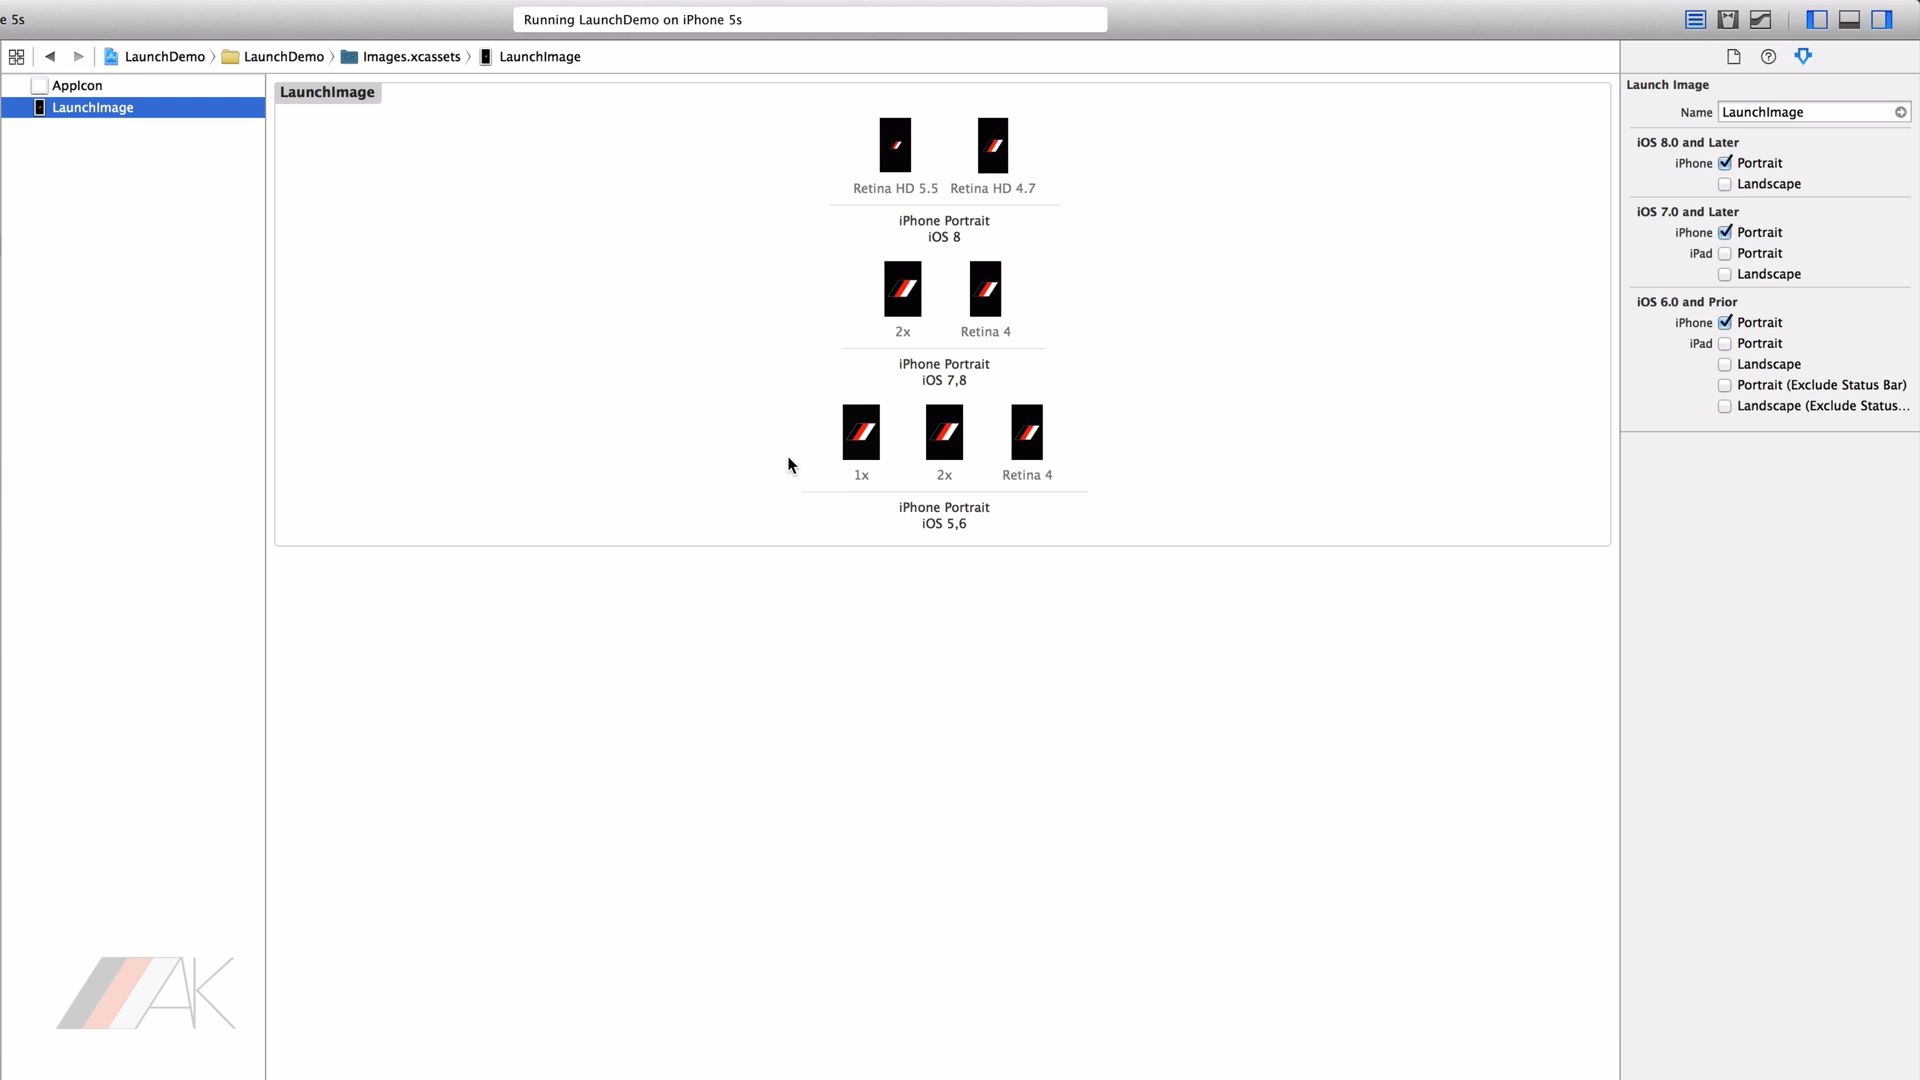 e 5s
Running LaunchDemo on iPhone 5s
LaunchDemo LaunchDemo Images.xcassets LaunchImage
AppIcon
LaunchImage
LaunchImage
Retina HD 5.5 Retina HD 4.7
iPhone Portrait
iOS 8
2x Retina 4
iPhone Portrait
iOS 7,8
1x 2x Retina 4
iPhone Portrait
iOS 5,6
Launch Image
Name LaunchImage
iOS 8.0 and Later
iPhone Portrait
Landscape
iOS 7.0 and Later
iPhone Portrait
iPad Portrait
Landscape
iOS 6.0 and Prior
iPhone Portrait
iPad Portrait
Landscape
Portrait (Exclude Status Bar)
Landscape (Exclude Status...
AK